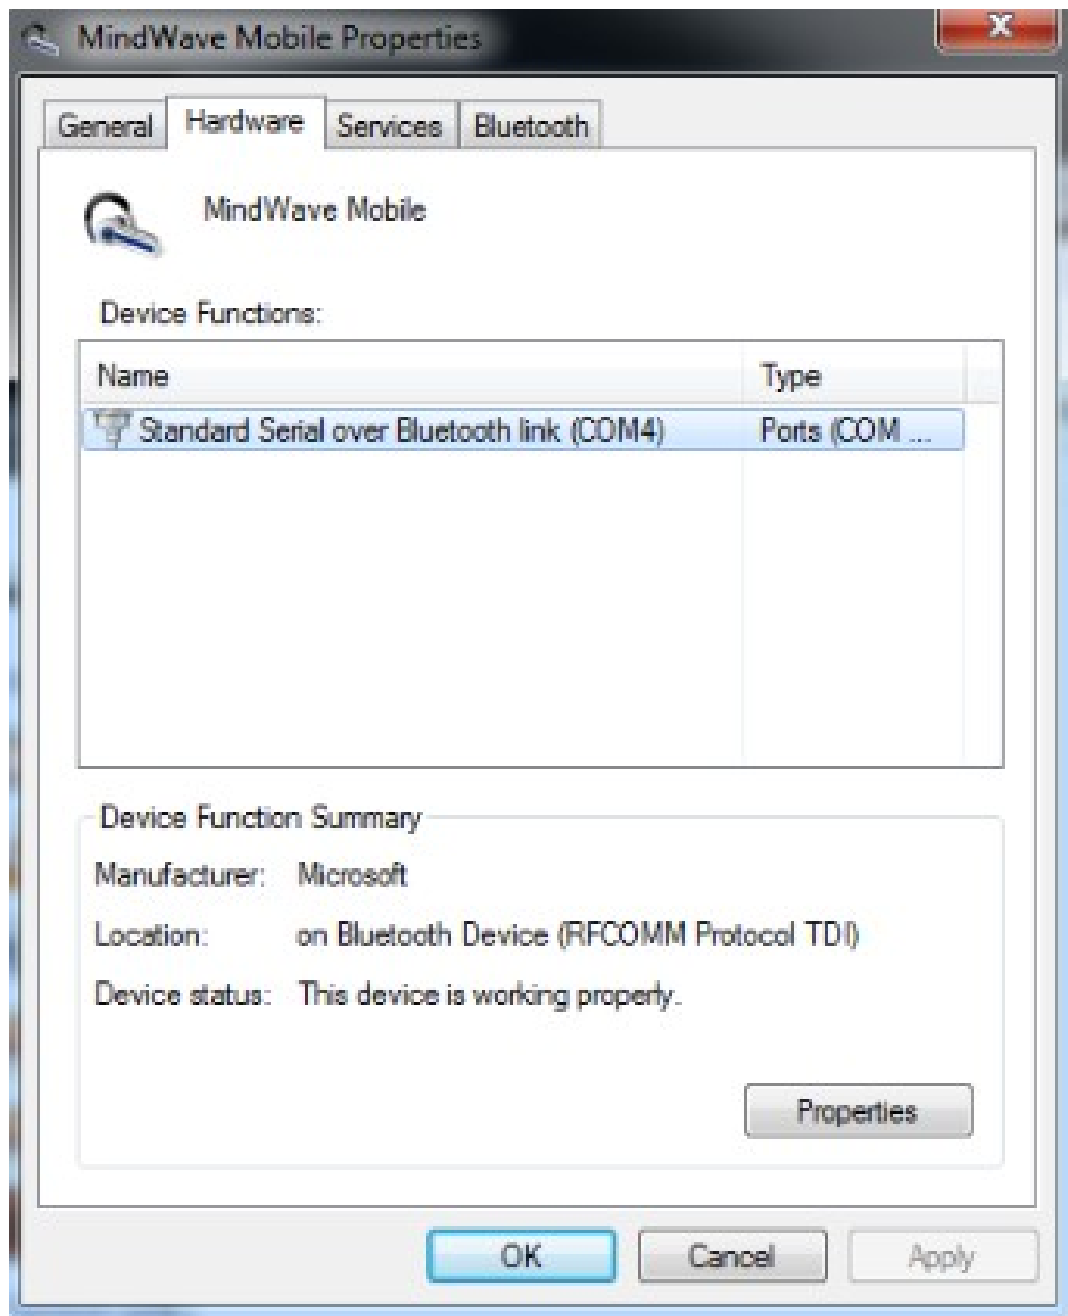 MindWave Mobile Properties
x
General Hardware Services Bluetooth
MindWave Mobile
Device Functions:
Name Type
Standard Serial over Bluetooth link (COM4) Ports (COM ...
Device Function Summary
Manufacturer: Microsoft
Location: on Bluetooth Device (RFCOMM Protocol TDI)
Device status: This device is working properly.
Properties
OK Cancel Apply